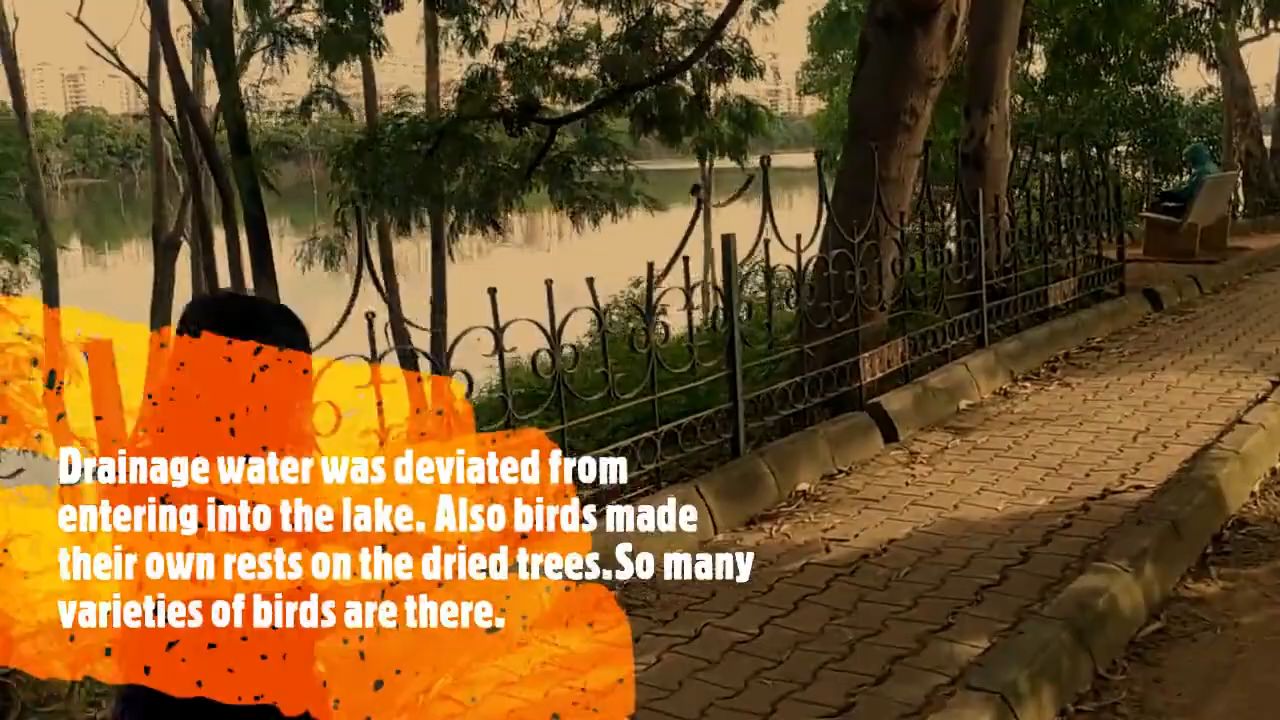 Drainage water was deviated from
entering into the lake. Also birds made
their own rests on the dried trees.So many
varieties of birds are there.